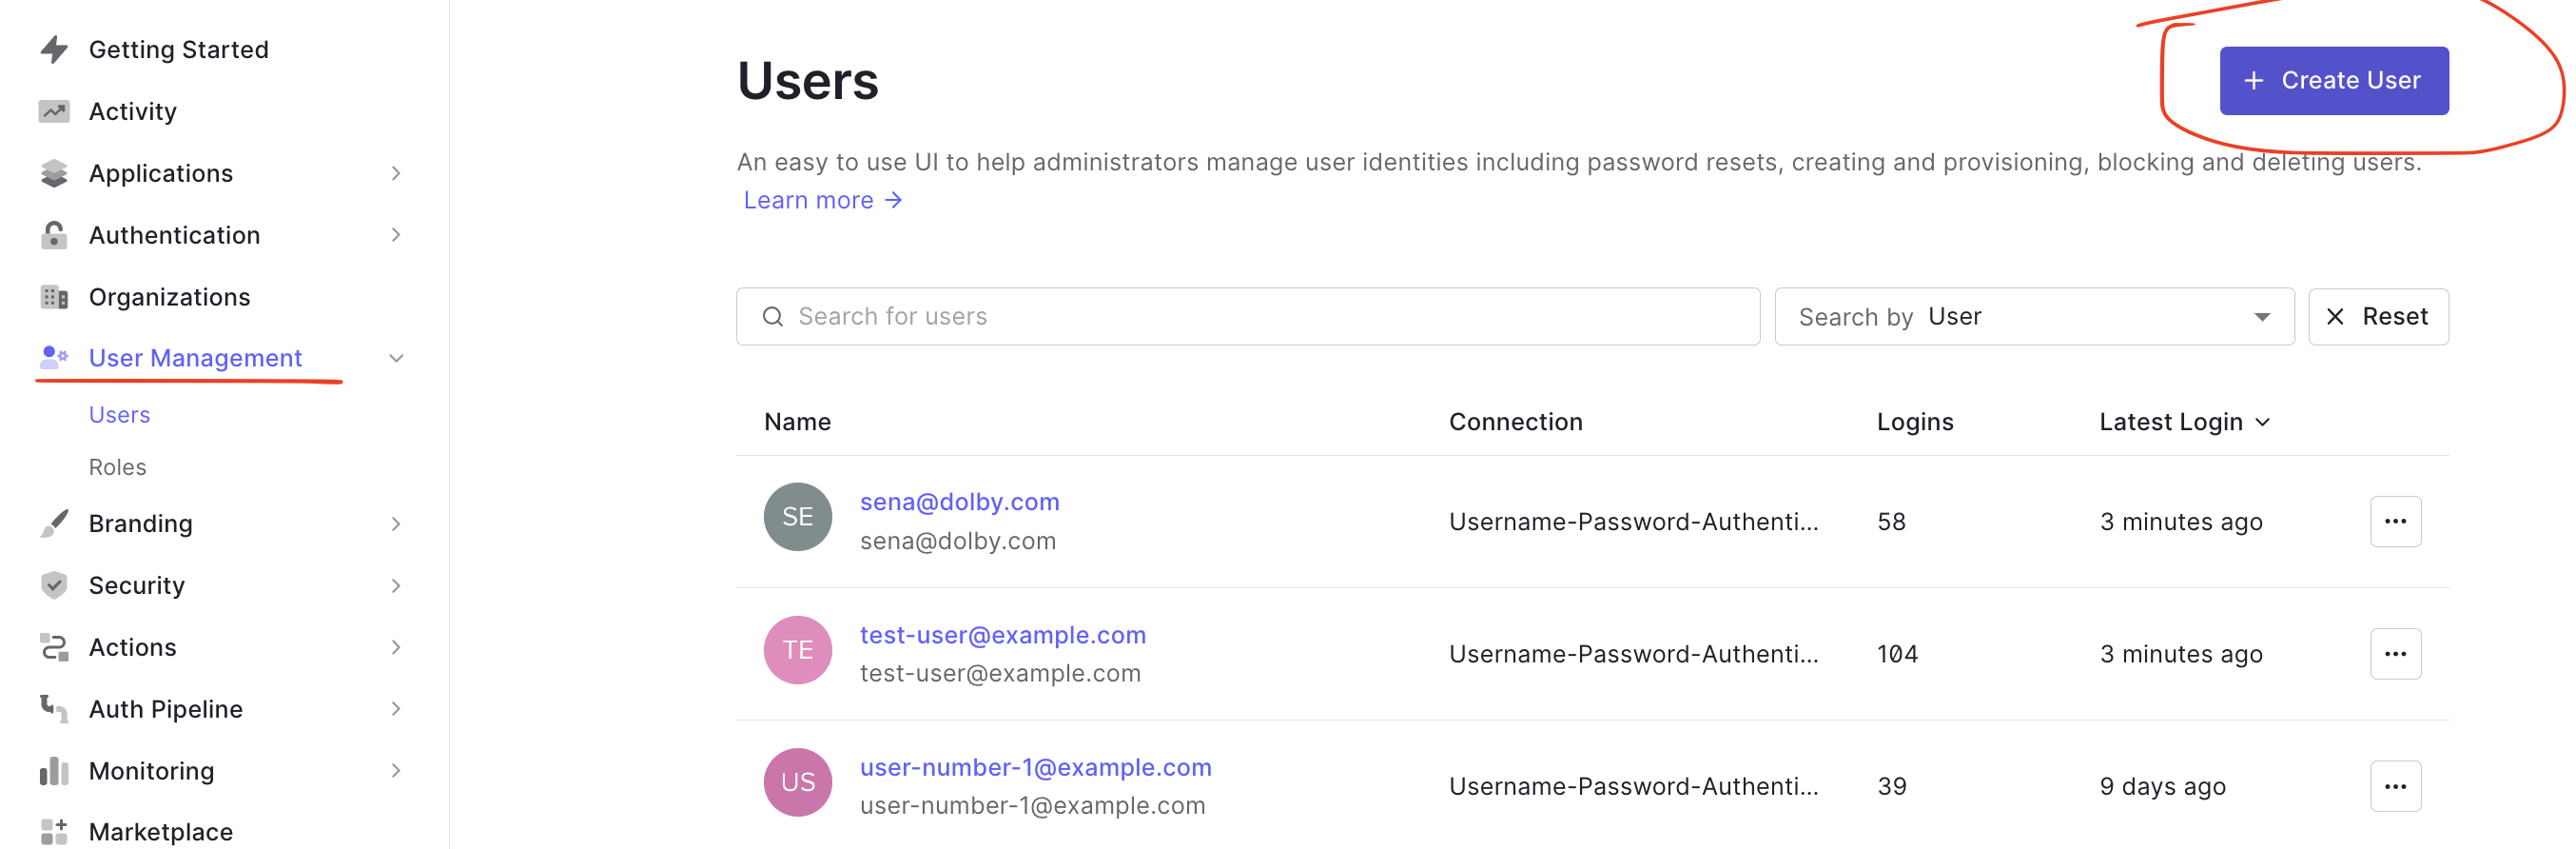 Getting Started
Activity
Applications
Authentication
Organizations
User Management
Users
Roles
Branding
Security
Actions
Auth Pipeline
Monitoring
Marketplace
Users
+ Create User
An easy to use UI to help administrators manage user identities including password resets, creating and provisioning, blocking and deleting users.
Learn more →
Search for users
Search by User
Reset
Name Connection Logins Latest Login
SE sena@dolby.com
sena@dolby.com
Username-Password-Authenti... 58 3 minutes ago
TE test-user@example.com
test-user@example.com
Username-Password-Authenti... 104 3 minutes ago
US user-number-1@example.com
user-number-1@example.com
Username-Password-Authenti... 39 9 days ago